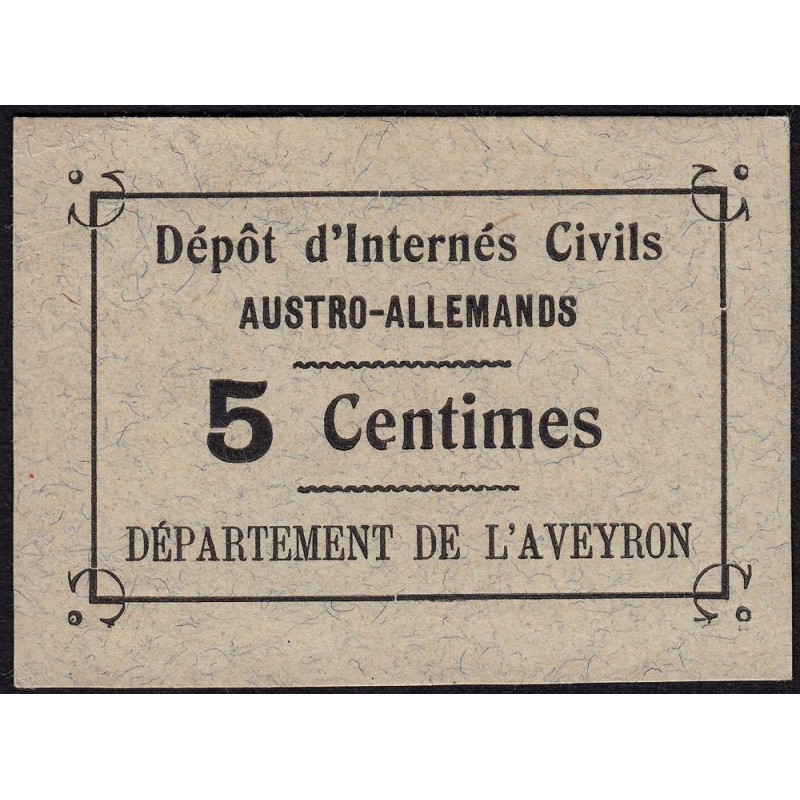 Dépôt d'Internés Civils
AUSTRO-ALLEMANDS
5 Centimes
DÉPARTEMENT DE L'AVEYRON